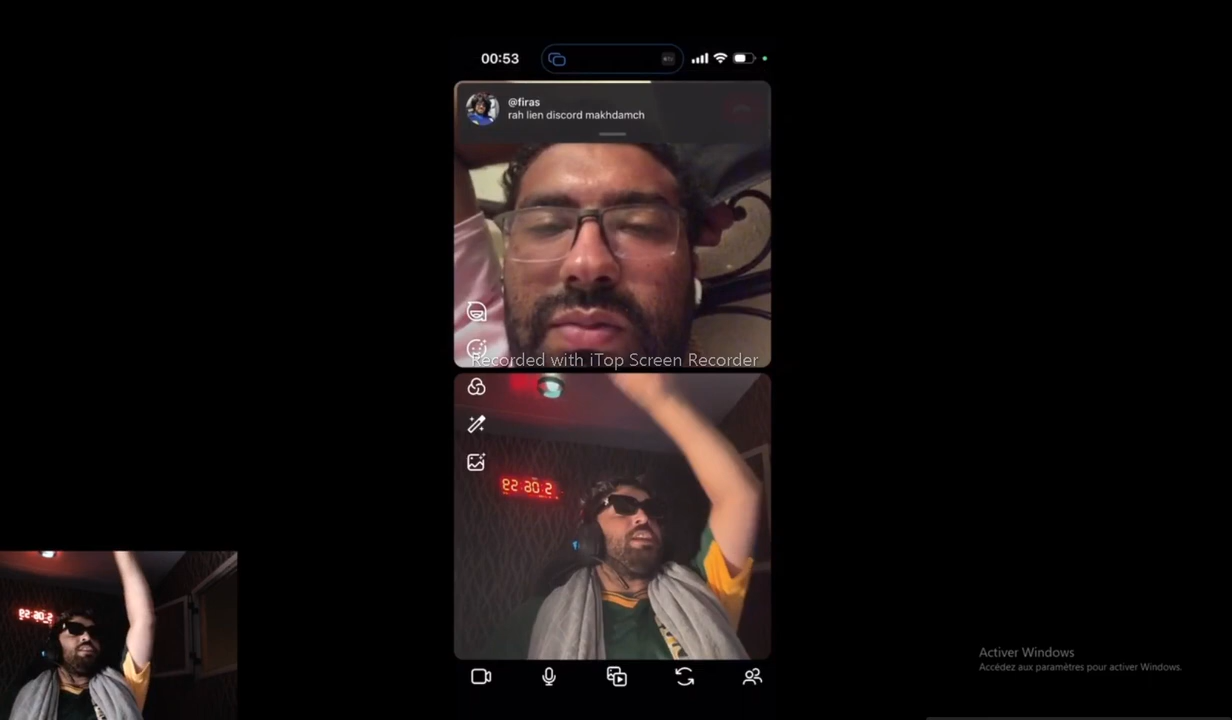 00:53
@firas
rah lien discord makhdamch
Recorded with iTop Screen Recorder
Activer Windows
Accédez aux paramètres pour activer Windows.